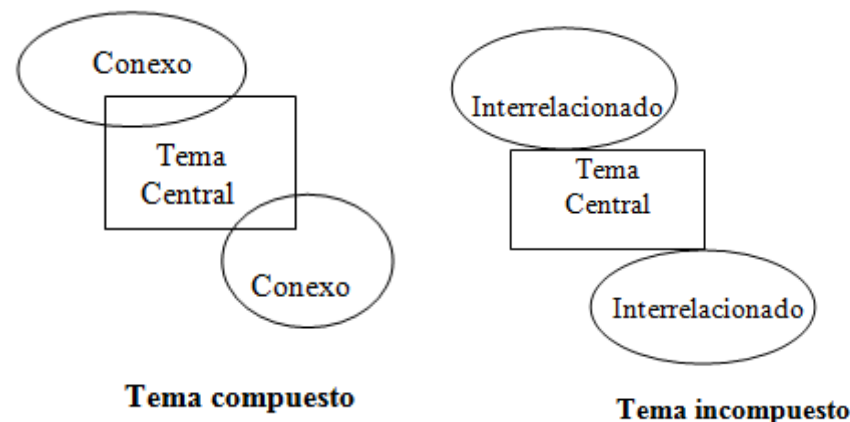 Conexo
Tema
Central
Conexo
Tema compuesto
Interrelacionado
Tema
Central
Interrelacionado
Tema incompuesto